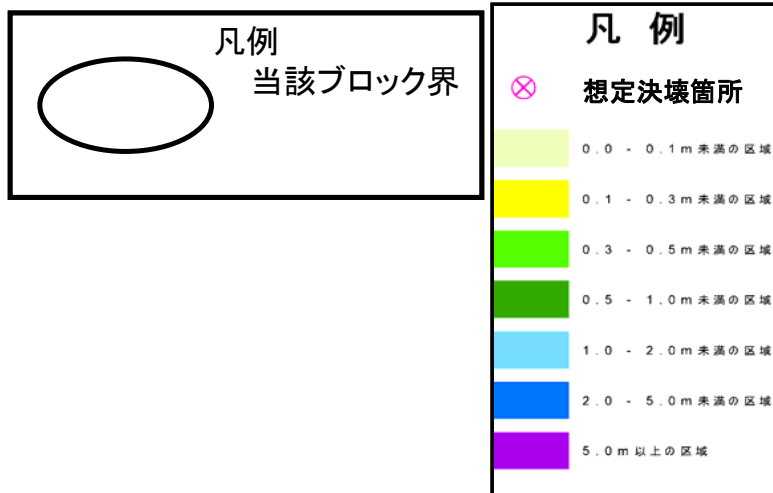 凡例
当該ブロック界
凡 例
想定決壊箇所
0.0 - 0.1m未満の区域
0.1 - 0.3m未満の区域
0.3 - 0.5m未満の区域
0.5 - 1.0m未満の区域
1.0 - 2.0m未満の区域
2.0 - 5.0m未満の区域
5.0m以上の区域